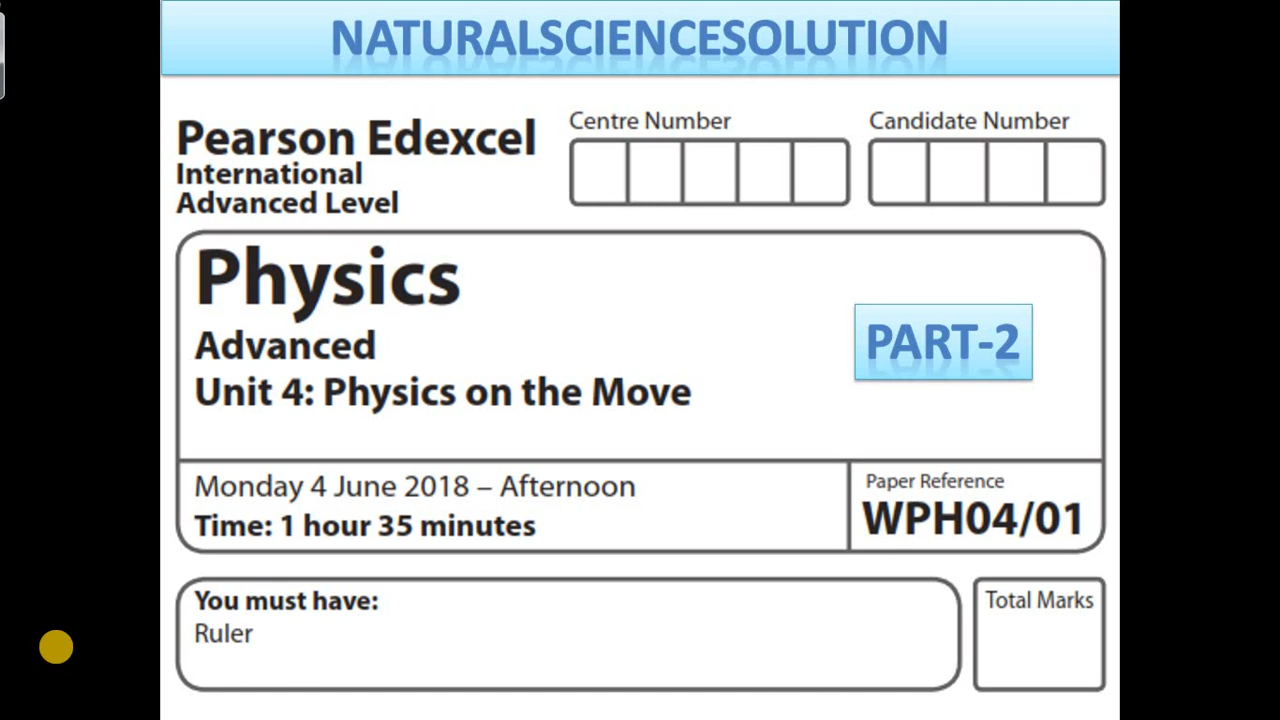 NATURALSCIENCESOLUTION
Pearson Edexcel
International
Advanced Level
Centre Number
Candidate Number
Physics
Advanced
Unit 4: Physics on the Move
PART-2
Monday 4 June 2018 – Afternoon
Time: 1 hour 35 minutes
Paper Reference
WPH04/01
You must have:
Ruler
Total Marks